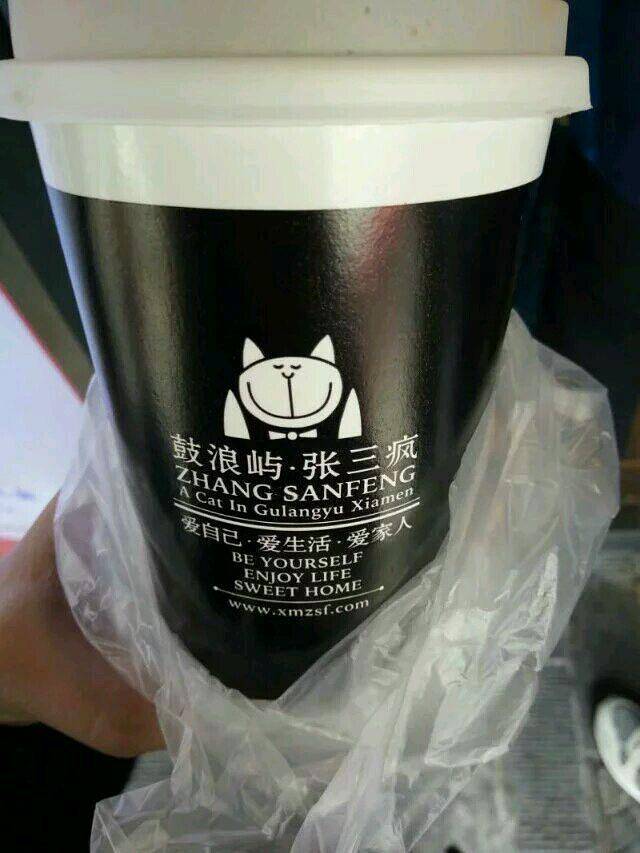 鼓浪屿·张三疯
ZHANG SANFENG
A Cat In Gulangyu Xiamen
爱自己·爱生活·爱家人
BE YOURSELF
ENJOY LIFE
SWEET HOME
www.xmzsf.com